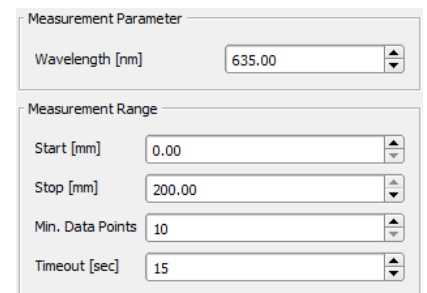 Measurement Parameter
Wavelength [nm] 635.00
Measurement Range
Start [mm] 0.00
Stop [mm] 200.00
Min. Data Points 10
Timeout [sec] 15